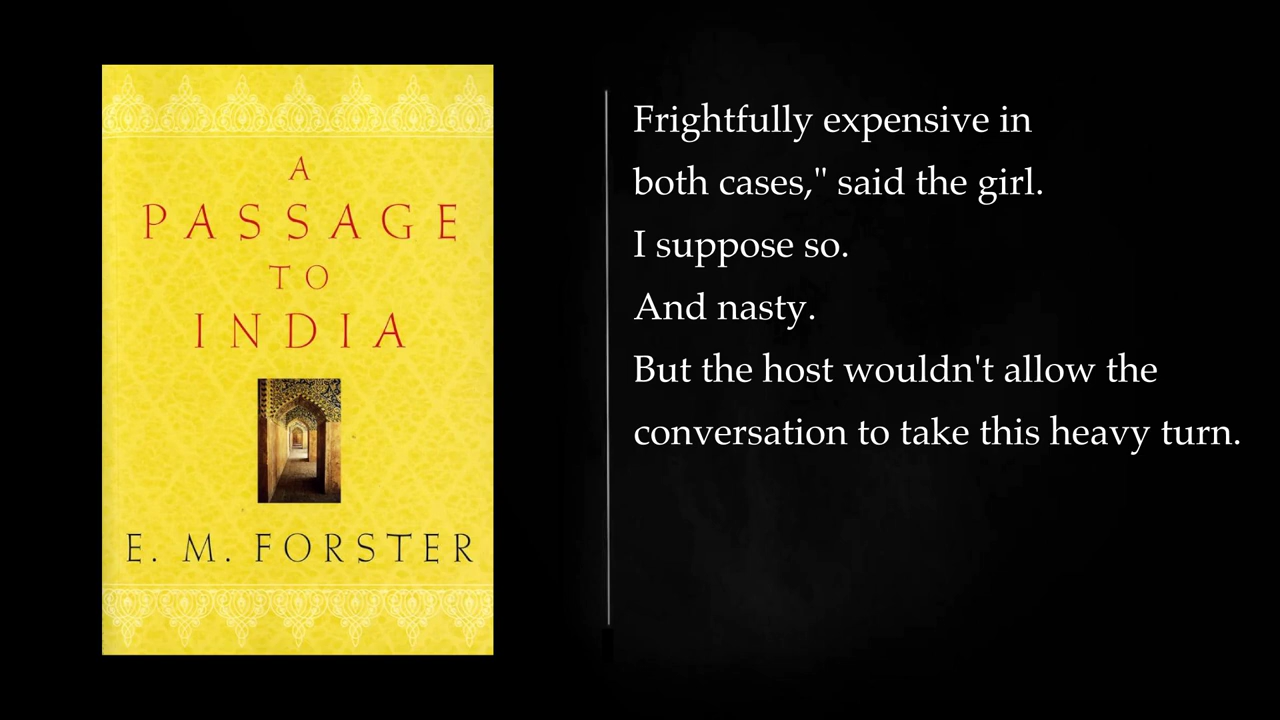 A
PASSAGE
TO
INDIA
E. M. FORSTER
Frightfully expensive in
both cases," said the girl.
I suppose so.
And nasty.
But the host wouldn't allow the
conversation to take this heavy turn.